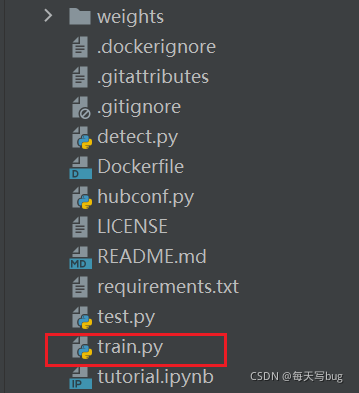 weights
.dockerignore
.gitattributes
.gitignore
detect.py
D Dockerfile
hubconf.py
LICENSE
MD README.md
requirements.txt
test.py
train.py
IP tutorial.ipynb
CSDN @每天写bug